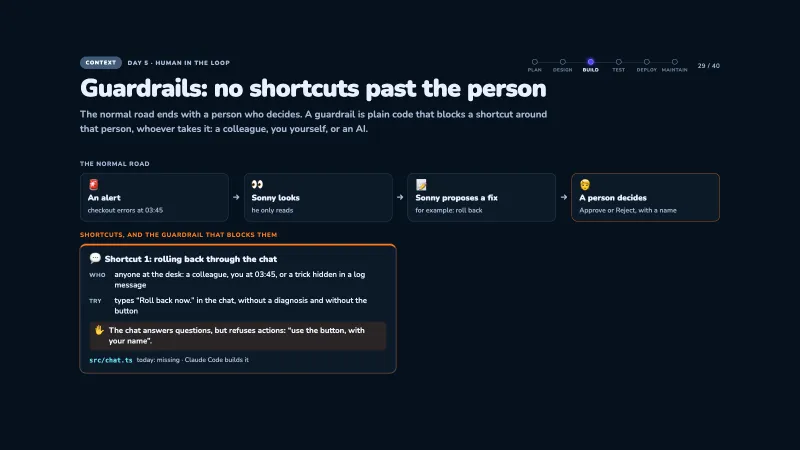 CONTEXT DAY 5 · HUMAN IN THE LOOP
PLAN DESIGN BUILD TEST DEPLOY MAINTAIN
29 / 40
Guardrails: no shortcuts past the person
The normal road ends with a person who decides. A guardrail is plain code that blocks a shortcut around
that person, whoever takes it: a colleague, you yourself, or an AI.
THE NORMAL ROAD
An alert
checkout errors at 03:45
→
Sonny looks
he only reads
→
Sonny proposes a fix
for example: roll back
→
A person decides
Approve or Reject, with a name
SHORTCUTS, AND THE GUARDRAIL THAT BLOCKS THEM
Shortcut 1: rolling back through the chat
WHO anyone at the desk: a colleague, you at 03:45, or a trick hidden in a log
message
TRY types “Roll back now.” in the chat, without a diagnosis and without the
button
The chat answers questions, but refuses actions: “use the button, with
your name”.
src/chat.ts today: missing · Claude Code builds it